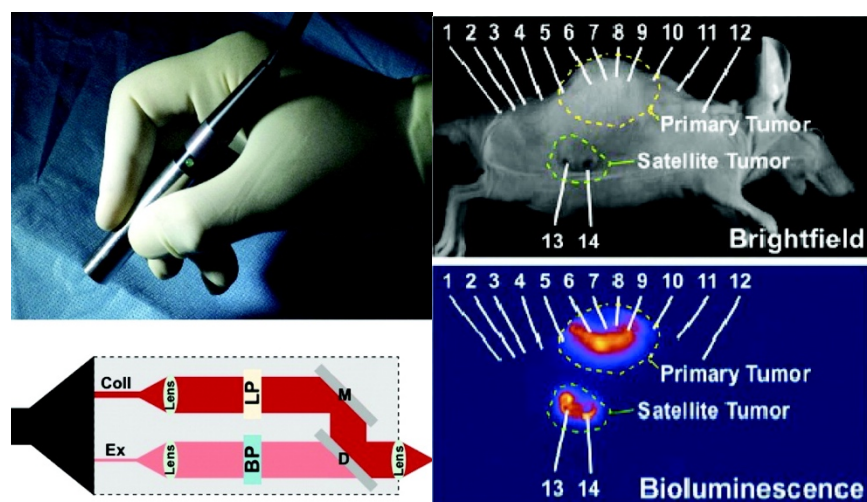 Coll
Lens
LP
M
Ex
Lens
BP
D
Lens
1 2 3 4 5 6 7 8 9 10 11 12
Primary Tumor
Satellite Tumor
13 14
Brightfield
1 2 3 4 5 6 7 8 9 10 11 12
Primary Tumor
Satellite Tumor
13 14
Bioluminescence